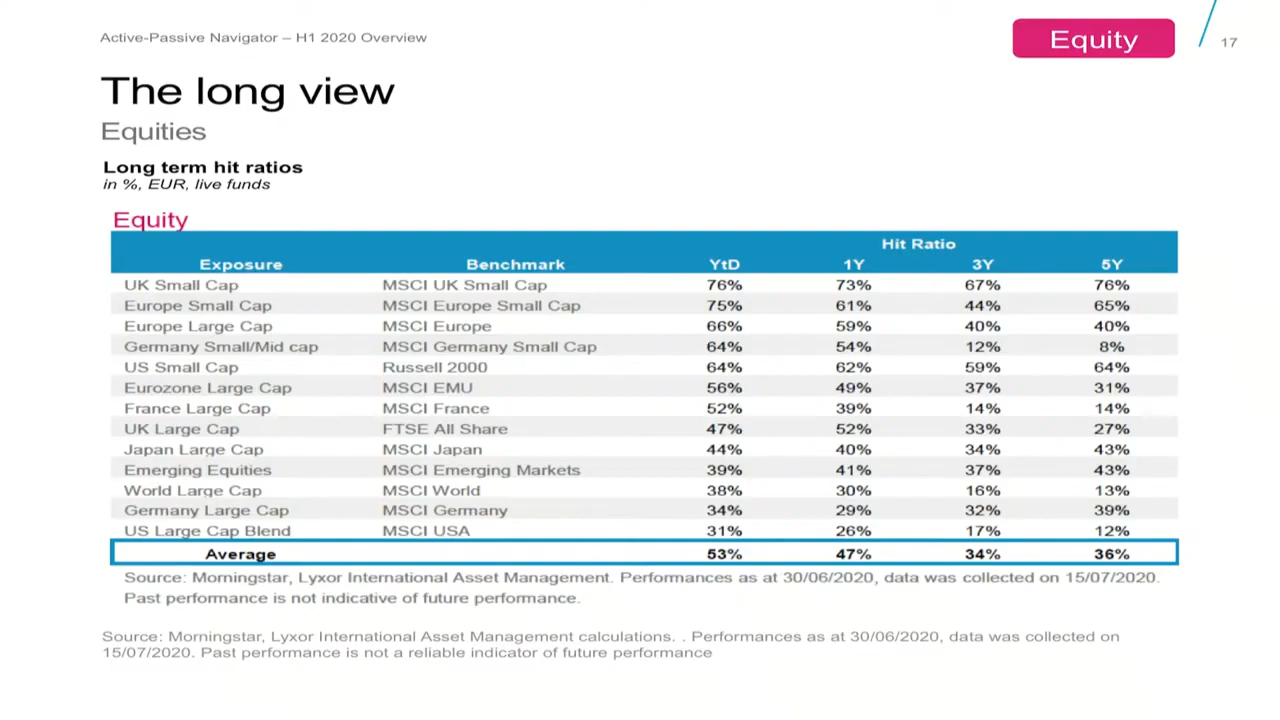 Active-Passive Navigator – H1 2020 Overview
Equity
17
The long view
Equities
Long term hit ratios
in %, EUR, live funds
Equity
Hit Ratio
Exposure Benchmark YtD 1Y 3Y 5Y
UK Small Cap MSCI UK Small Cap 76% 73% 67% 76%
Europe Small Cap MSCI Europe Small Cap 75% 61% 44% 65%
Europe Large Cap MSCI Europe 66% 59% 40% 40%
Germany Small/Mid cap MSCI Germany Small Cap 64% 54% 12% 8%
US Small Cap Russell 2000 64% 62% 59% 64%
Eurozone Large Cap MSCI EMU 56% 49% 37% 31%
France Large Cap MSCI France 52% 39% 14% 14%
UK Large Cap FTSE All Share 47% 52% 33% 27%
Japan Large Cap MSCI Japan 44% 40% 34% 43%
Emerging Equities MSCI Emerging Markets 39% 41% 37% 43%
World Large Cap MSCI World 38% 30% 16% 13%
Germany Large Cap MSCI Germany 34% 29% 32% 39%
US Large Cap Blend MSCI USA 31% 26% 17% 12%
Average 53% 47% 34% 36%
Source: Morningstar, Lyxor International Asset Management. Performances as at 30/06/2020, data was collected on 15/07/2020.
Past performance is not indicative of future performance.
Source: Morningstar, Lyxor International Asset Management calculations. . Performances as at 30/06/2020, data was collected on
15/07/2020. Past performance is not a reliable indicator of future performance